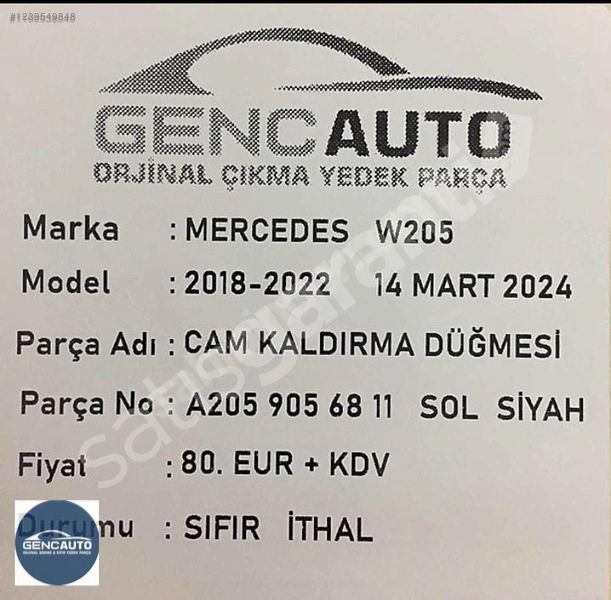 GENCAUTO
ORJİNAL ÇIKMA YEDEK PARÇA
Marka : MERCEDES W205
Model : 2018-2022 14 MART 2024
Parça Adı : CAM KALDIRMA DÜĞMESİ
Parça No : A205 905 68 11 SOL SİYAH
Fiyat : 80. EUR + KDV
Durumu : SIFIR İTHAL
GENCAUTO
satışgaranti